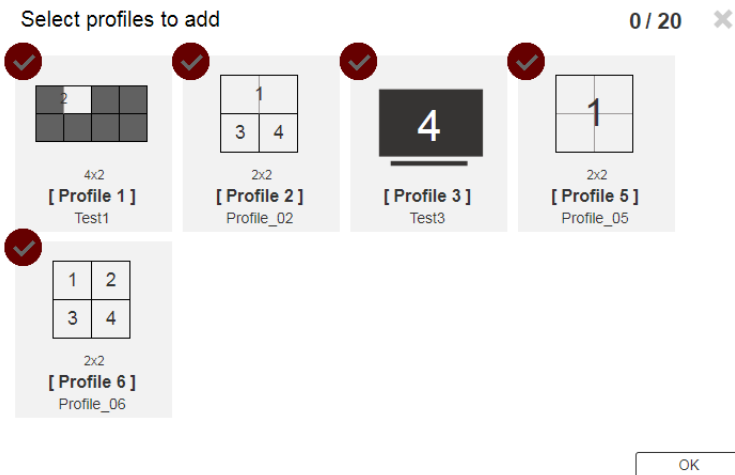 Select profiles to add
0 / 20
2
4x2
[ Profile 1 ]
Test1
1
3 4
2x2
[ Profile 2 ]
Profile_02
4
[ Profile 3 ]
Test3
1
2x2
[ Profile 5 ]
Profile_05
1 2
3 4
2x2
[ Profile 6 ]
Profile_06
OK